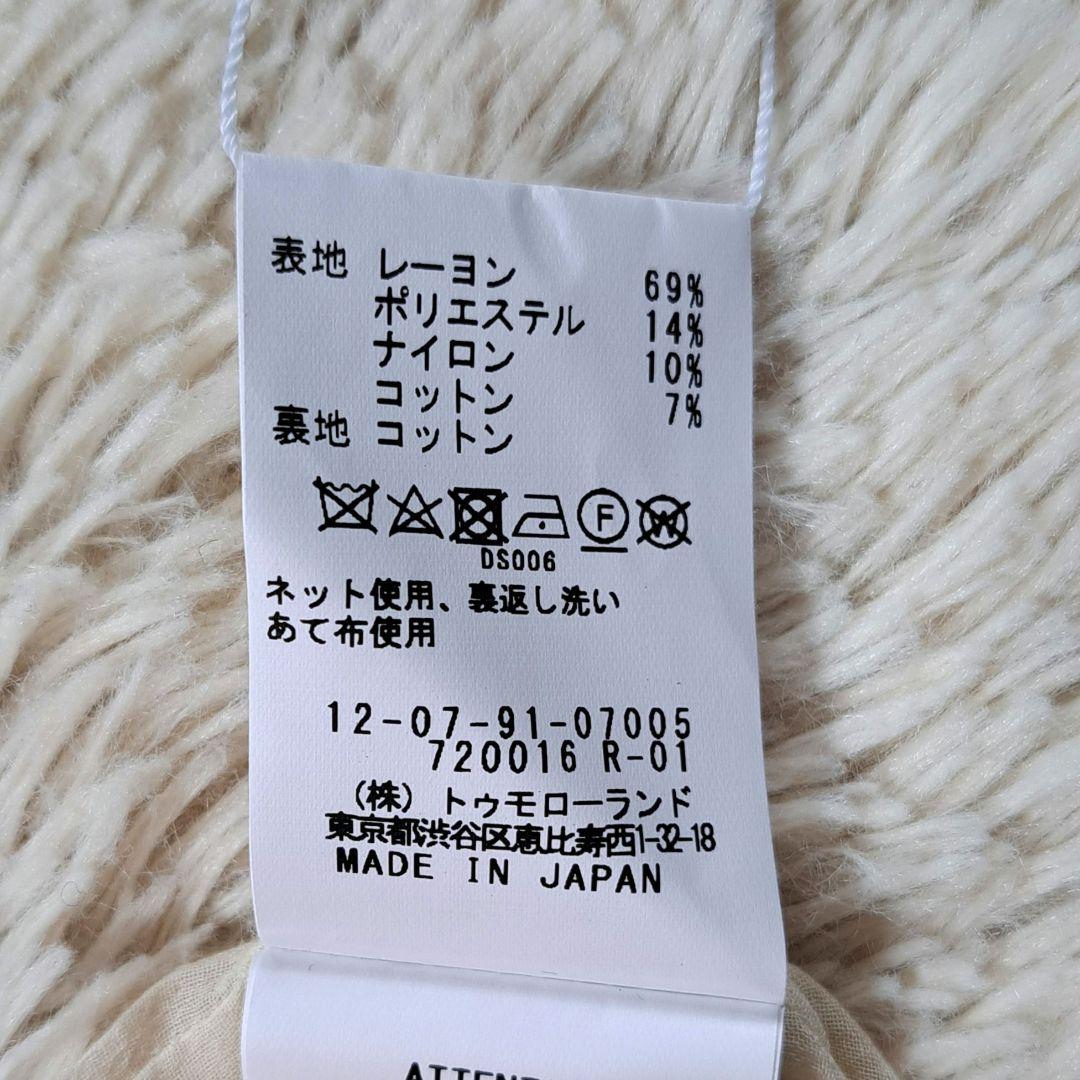 表地 レーヨン 69%
ポリエステル 14%
ナイロン 10%
コットン 7%
裏地 コットン
F W
DS006
ネット使用、裏返し洗い
あて布使用
12-07-91-07005
720016 R-01
(株) トゥモローランド
東京都渋谷区恵比寿西1-32-18
MADE IN JAPAN